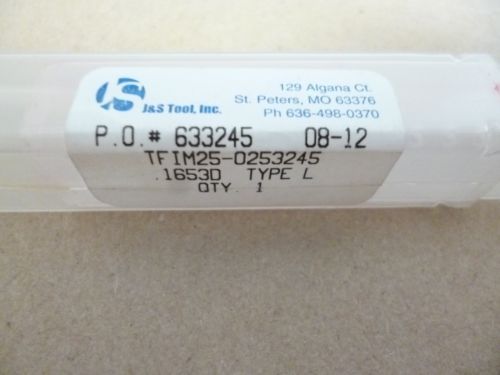 JS
J&S Tool, Inc.
129 Algana Ct.
St. Peters, MO 63376
Ph 636-498-0370
P.O.# 633245 08-12
TFIM25-0253245
.1653D TYPE L
QTY. 1